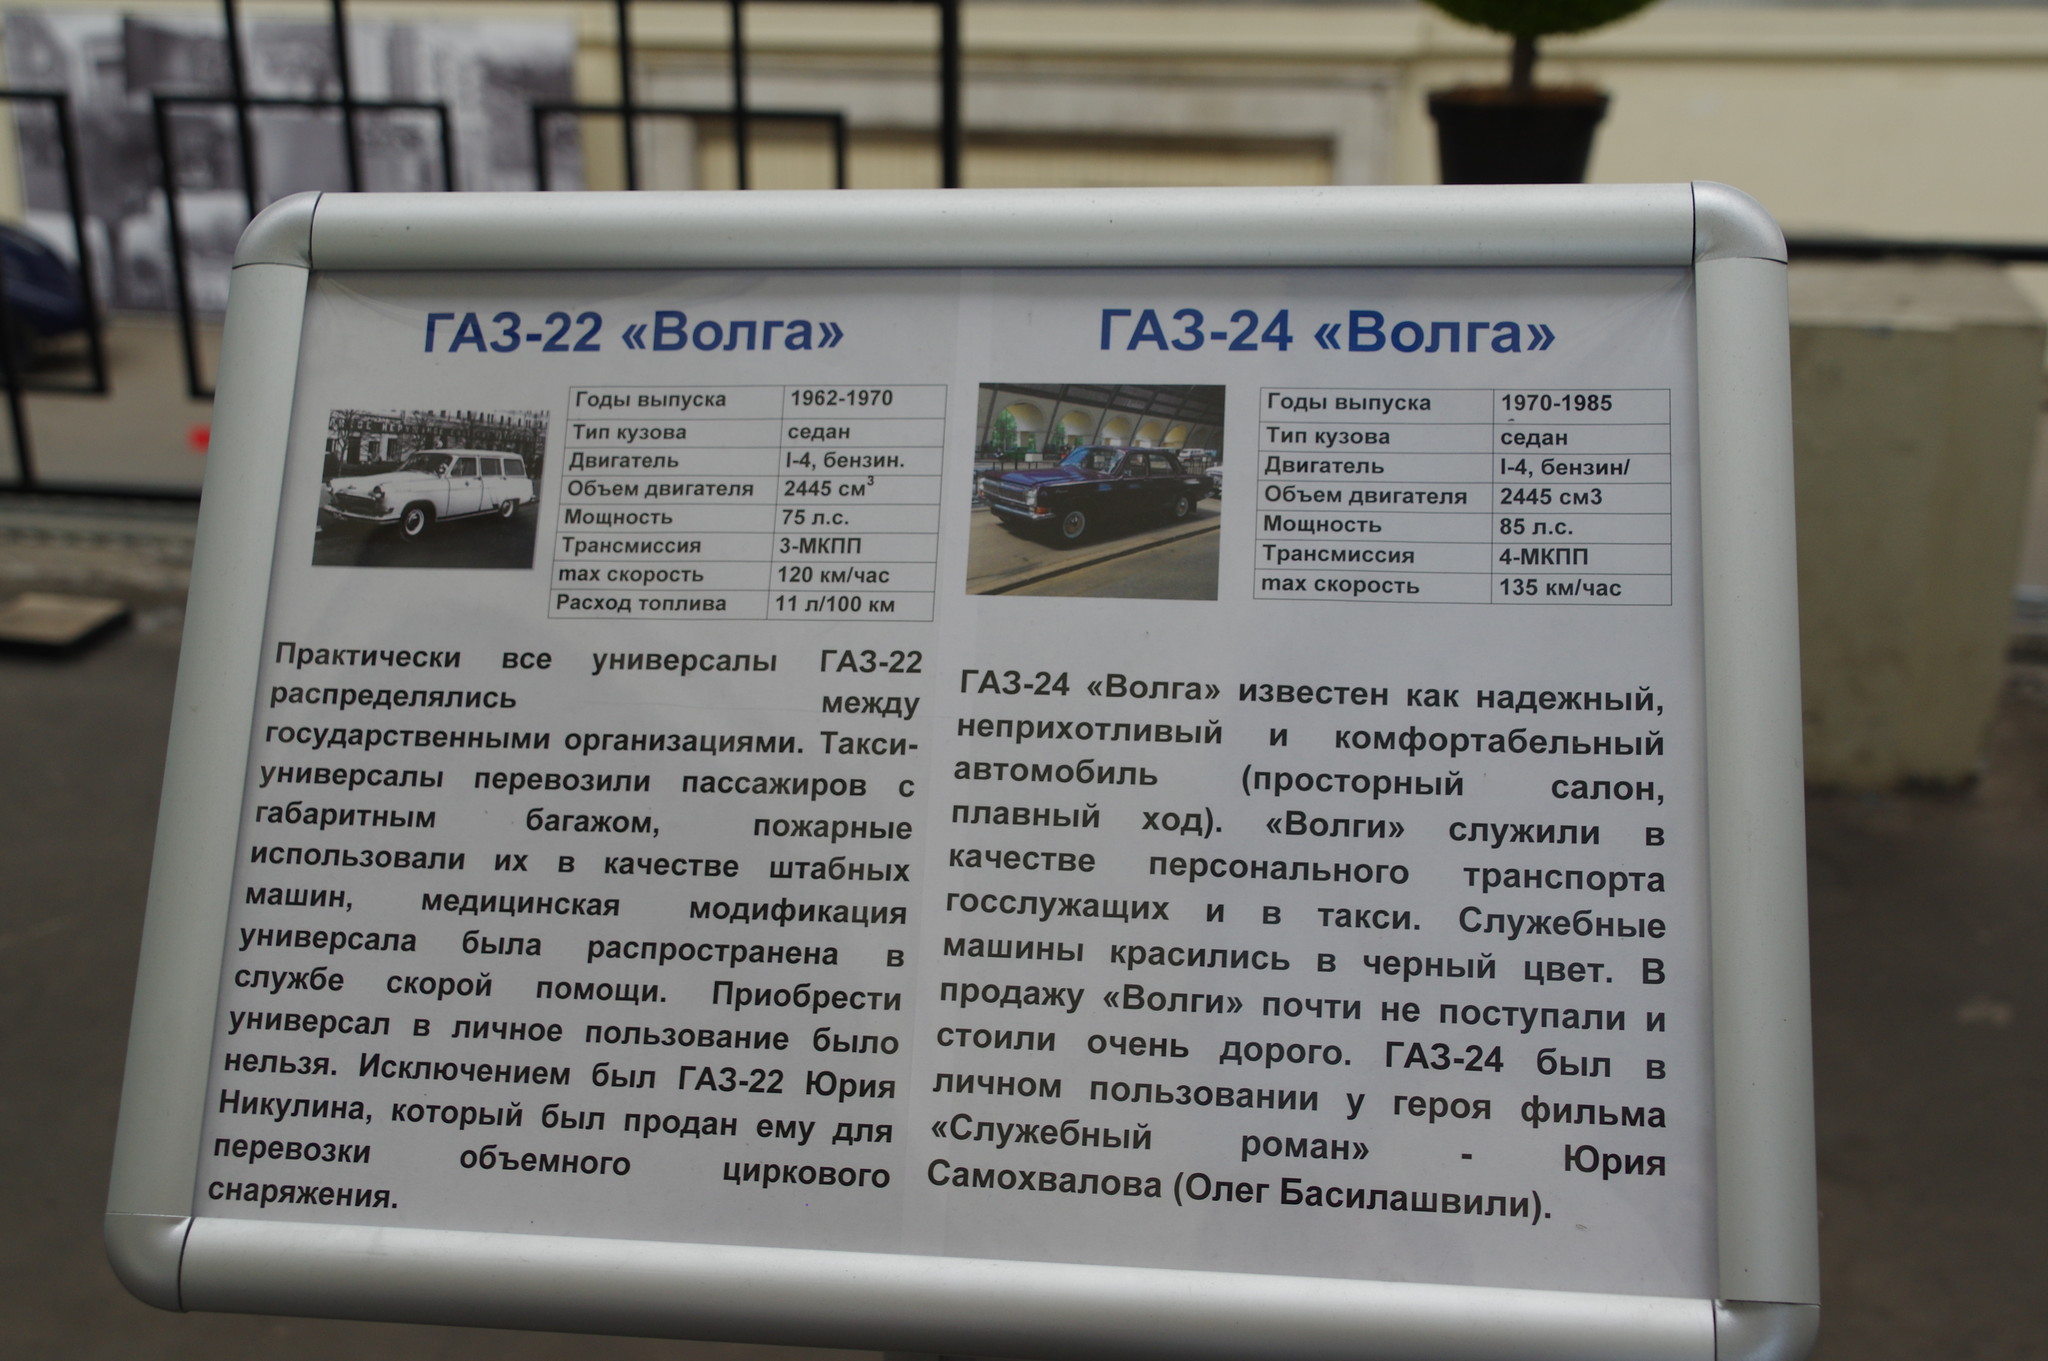 ГАЗ-22 «Волга»
Годы выпуска 1962-1970
Тип кузова седан
Двигатель I-4, бензин.
Объем двигателя 2445 см³
Мощность 75 л.с.
Трансмиссия 3-МКПП
max скорость 120 км/час
Расход топлива 11 л/100 км
Практически все универсалы ГАЗ-22
распределялись между
государственными организациями. Такси-
универсалы перевозили пассажиров с
габаритным багажом, пожарные
использовали их в качестве штабных
машин, медицинская модификация
универсала была распространена в
службе скорой помощи. Приобрести
универсал в личное пользование было
нельзя. Исключением был ГАЗ-22 Юрия
Никулина, который был продан ему для
перевозки объемного циркового
снаряжения.
ГАЗ-24 «Волга»
Годы выпуска 1970-1985
Тип кузова седан
Двигатель I-4, бензин/
Объем двигателя 2445 см3
Мощность 85 л.с.
Трансмиссия 4-МКПП
max скорость 135 км/час
ГАЗ-24 «Волга» известен как надежный,
неприхотливый и комфортабельный
автомобиль (просторный салон,
плавный ход). «Волги» служили в
качестве персонального транспорта
госслужащих и в такси. Служебные
машины красились в черный цвет. В
продажу «Волги» почти не поступали и
стоили очень дорого. ГАЗ-24 был в
личном пользовании у героя фильма
«Служебный роман» - Юрия
Самохвалова (Олег Басилашвили).